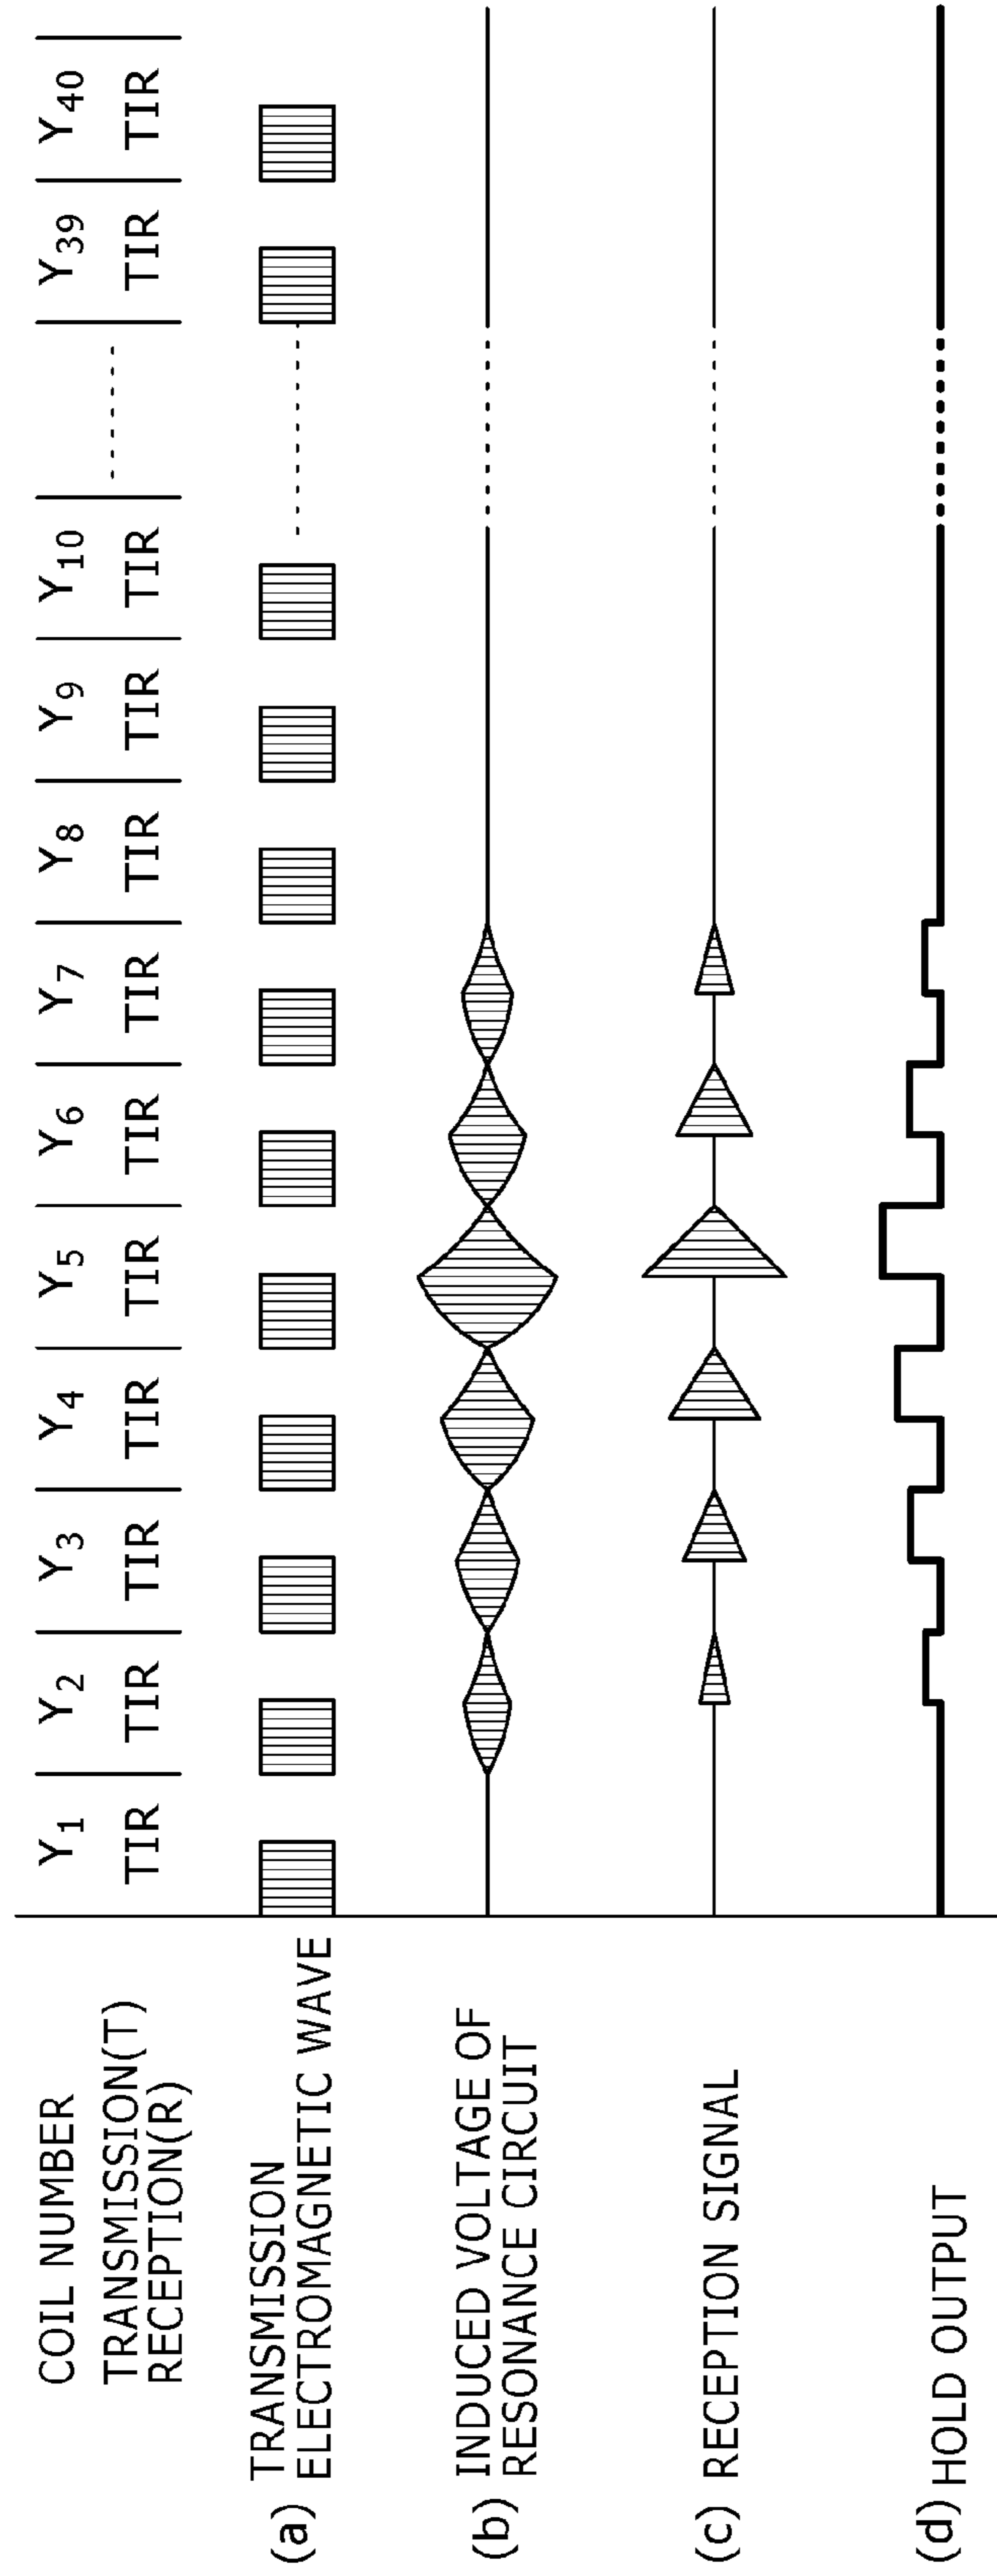 COIL NUMBER
Y1 Y2 Y3 Y4 Y5 Y6 Y7 Y8 Y9 Y10 Y39 Y40
TRANSMISSION(T)
RECEPTION(R)
TIR TIR TIR TIR TIR TIR TIR TIR TIR TIR TIR TIR
(a) TRANSMISSION
ELECTROMAGNETIC WAVE
(b) INDUCED VOLTAGE OF
RESONANCE CIRCUIT
(c) RECEPTION SIGNAL
(d) HOLD OUTPUT